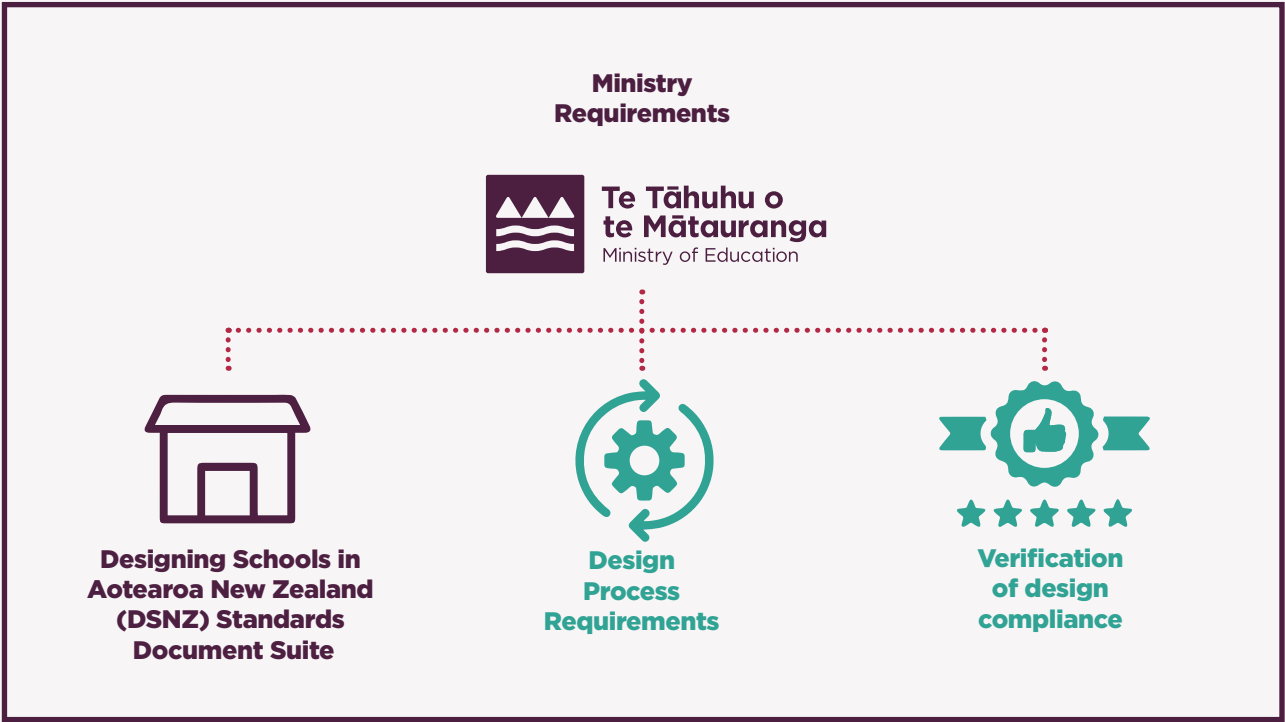 Ministry
Requirements
Te Tāhuhu o
te Mātauranga
Ministry of Education
Designing Schools in
Aotearoa New Zealand
(DSNZ) Standards
Document Suite
Design
Process
Requirements
Verification
of design
compliance